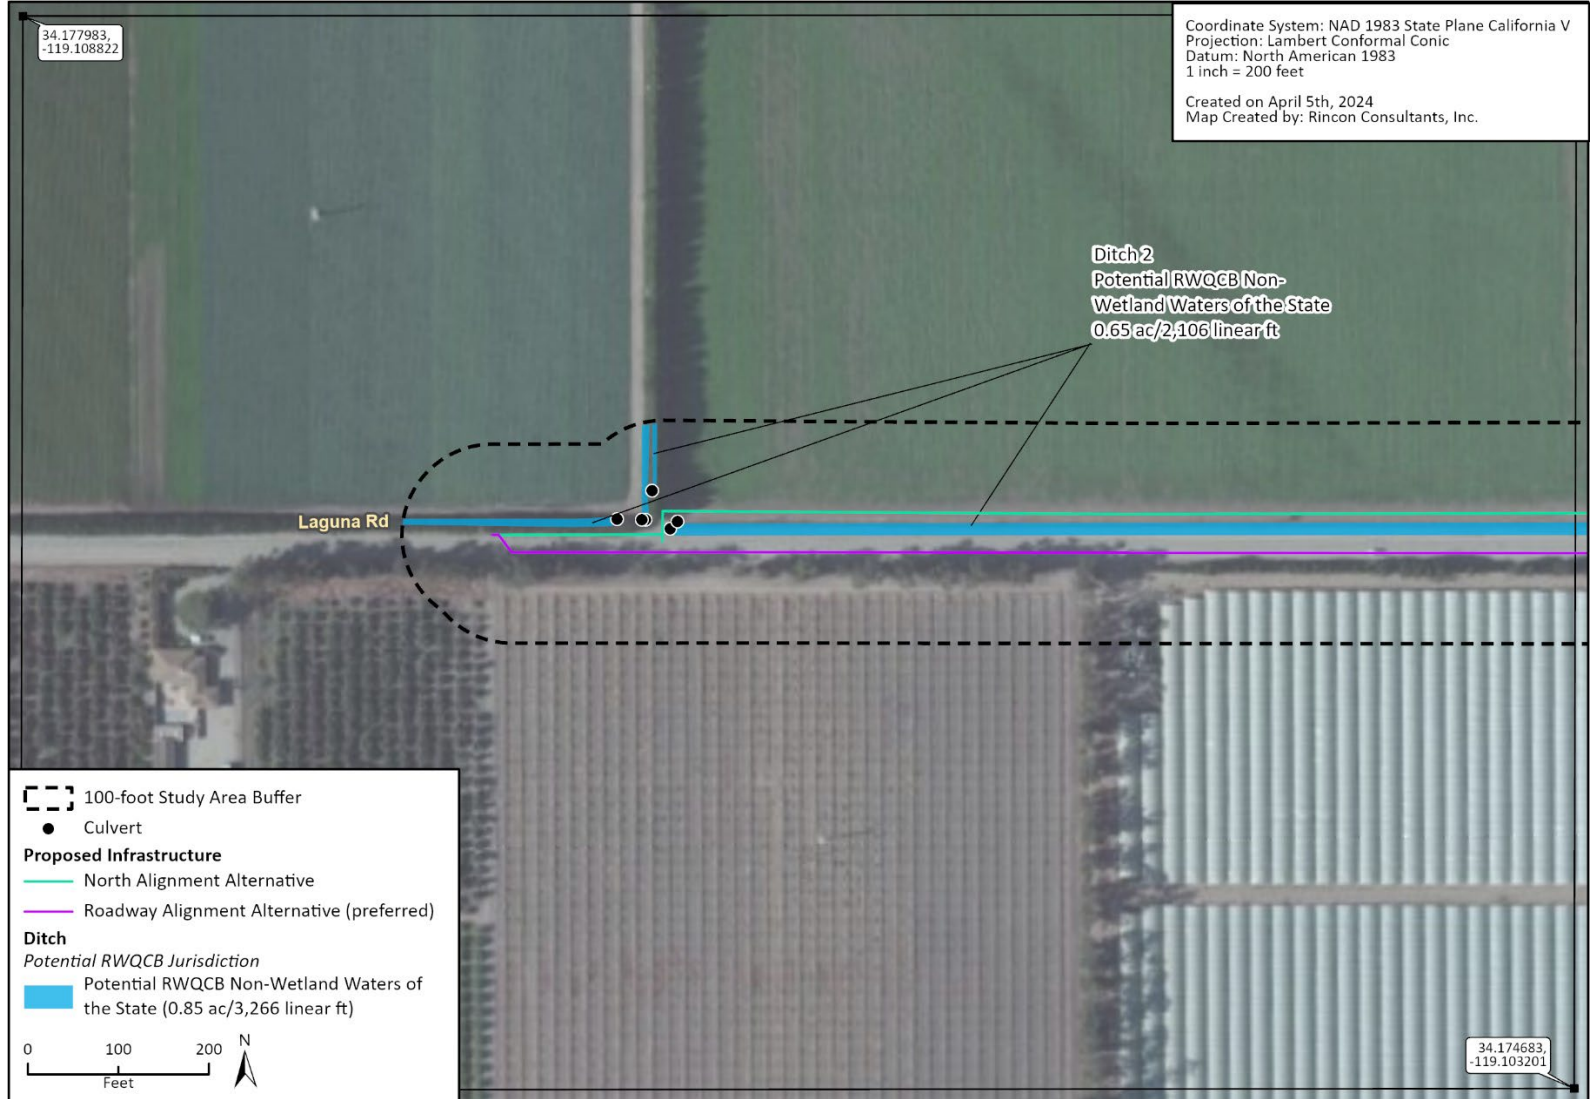 34.177983,
-119.108822
Coordinate System: NAD 1983 State Plane California V
Projection: Lambert Conformal Conic
Datum: North American 1983
1 inch = 200 feet
Created on April 5th, 2024
Map Created by: Rincon Consultants, Inc.
Ditch 2
Potential RWQCB Non-
Wetland Waters of the State
0.65 ac/2,106 linear ft
Laguna Rd
100-foot Study Area Buffer
Culvert
Proposed Infrastructure
North Alignment Alternative
Roadway Alignment Alternative (preferred)
Ditch
Potential RWQCB Jurisdiction
Potential RWQCB Non-Wetland Waters of
the State (0.85 ac/3,266 linear ft)
0 100 200
Feet
N
34.174683,
-119.103201